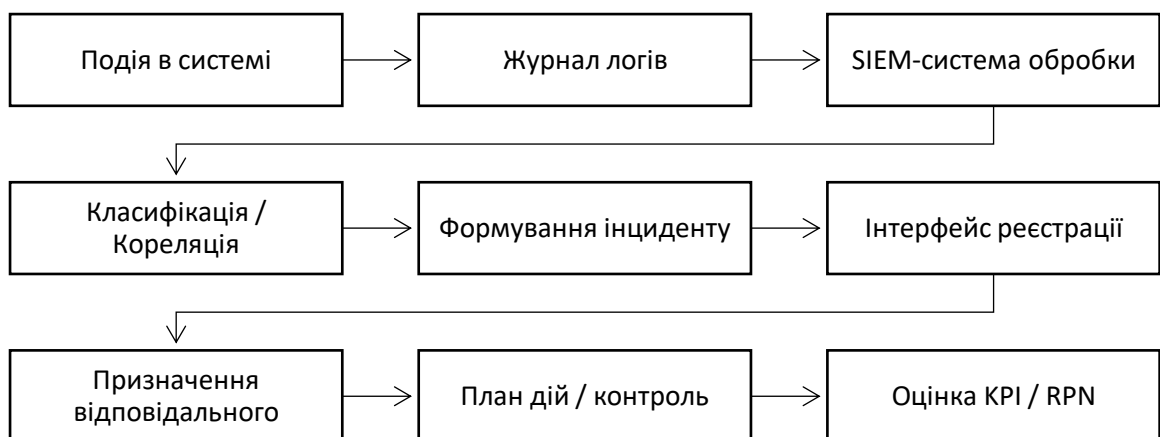 Подія в системі
Журнал логів
SIEM-система обробки
Класифікація /
Кореляція
Формування інциденту
Інтерфейс реєстрації
Призначення
відповідального
План дій / контроль
Оцінка KPI / RPN